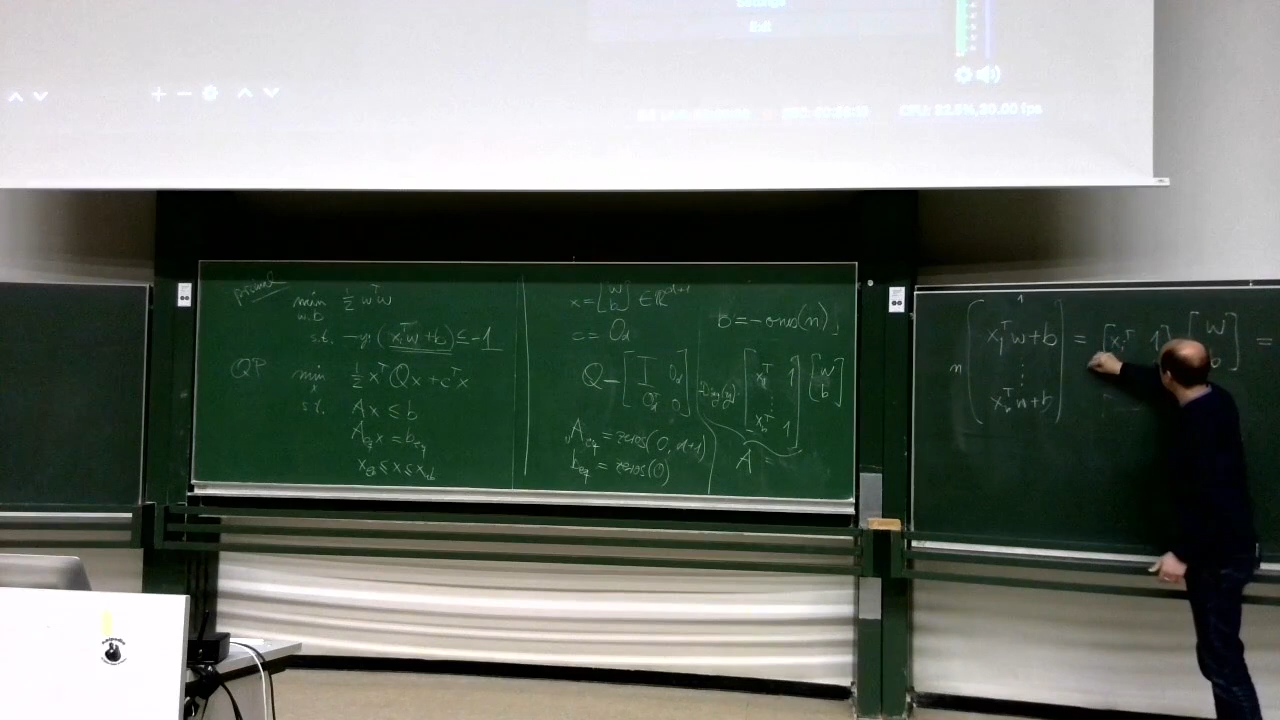 Exit
primal
min w,b ½ wᵀw
s.t. -yᵢ(xᵢᵀw+b) ≤ -1
QP min x ½ xᵀQx + cᵀx
s.t. Ax ≤ b
A_eq x = b_eq
x_lb ≤ x ≤ x_ub
x = [w b] ∈ ℝ^{d+1}
c = 0_d
Q = [I 0_d 0_dᵀ 0]
A_eq = zeros(0, n+1)
b_eq = zeros(0)
b = -ones(n)
-Diag(y) [x₁ᵀ 1 ⋮ xₙᵀ 1] [w b]
A =
1
n (x₁ᵀw+b ⋮ xₙᵀw+b) = [x₁ᵀ 1] [w b] =